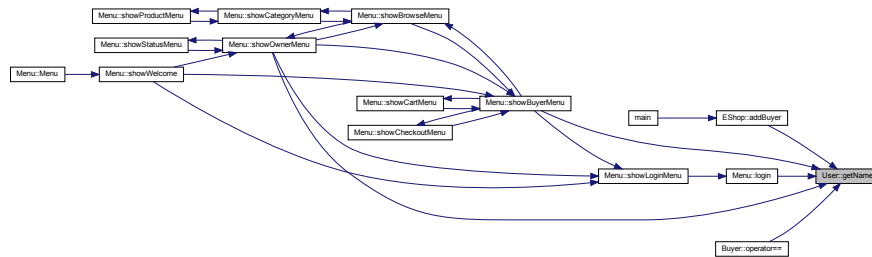 Menu::showProductMenu
Menu::showCategoryMenu
Menu::showBrowseMenu
Menu::showStatusMenu
Menu::showOwnerMenu
Menu::Menu
Menu::showWelcome
Menu::showCartMenu
Menu::showBuyerMenu
Menu::showCheckoutMenu
main
EShop::addBuyer
Menu::showLoginMenu
Menu::login
User::getName
Buyer::operator==